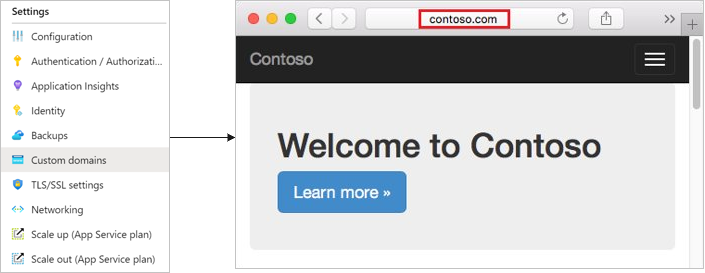 Settings
Configuration
Authentication / Authorizati...
Application Insights
Identity
Backups
Custom domains
TLS/SSL settings
Networking
Scale up (App Service plan)
Scale out (App Service plan)
contoso.com
Contoso
Welcome to Contoso
Learn more »